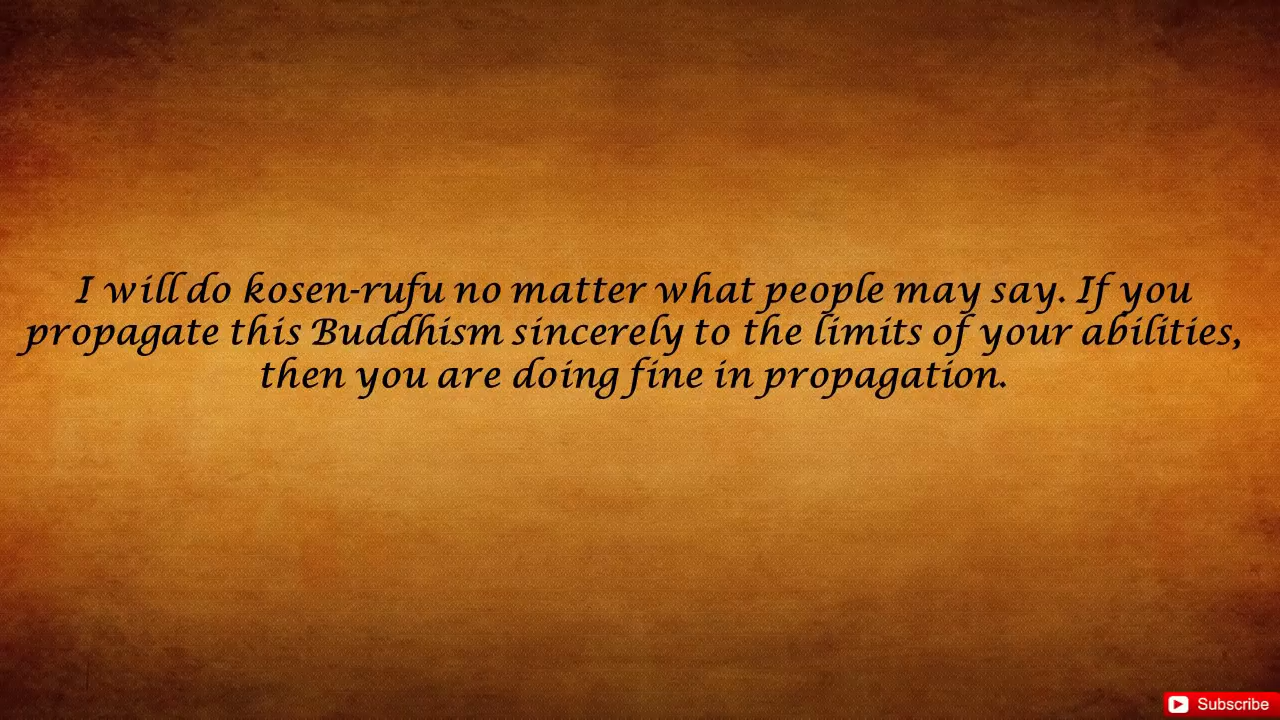 I will do kosen-rufu no matter what people may say. If you
propagate this Buddhism sincerely to the limits of your abilities,
then you are doing fine in propagation.
Subscribe